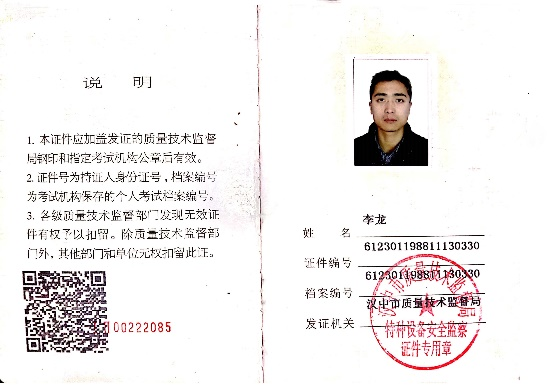 说 明
1. 本证件应加盖发证的质量技术监督
局钢印和指定考试机构公章后有效。
2. 证件号为持证人身份证号，档案编号
为考试机构保存的个人考试档案编号。
3. 各级质量技术监督部门发现无效证
件有权予以扣留。除质量技术监督部
门外，其他部门和单位无权扣留此证。
100222085
姓 名 李龙
证件编号 612301198811130330
档案编号 612301198811130330
发证机关 汉中市质量技术监督局
汉中市质量技术监督局
特种设备安全监察
证件专用章